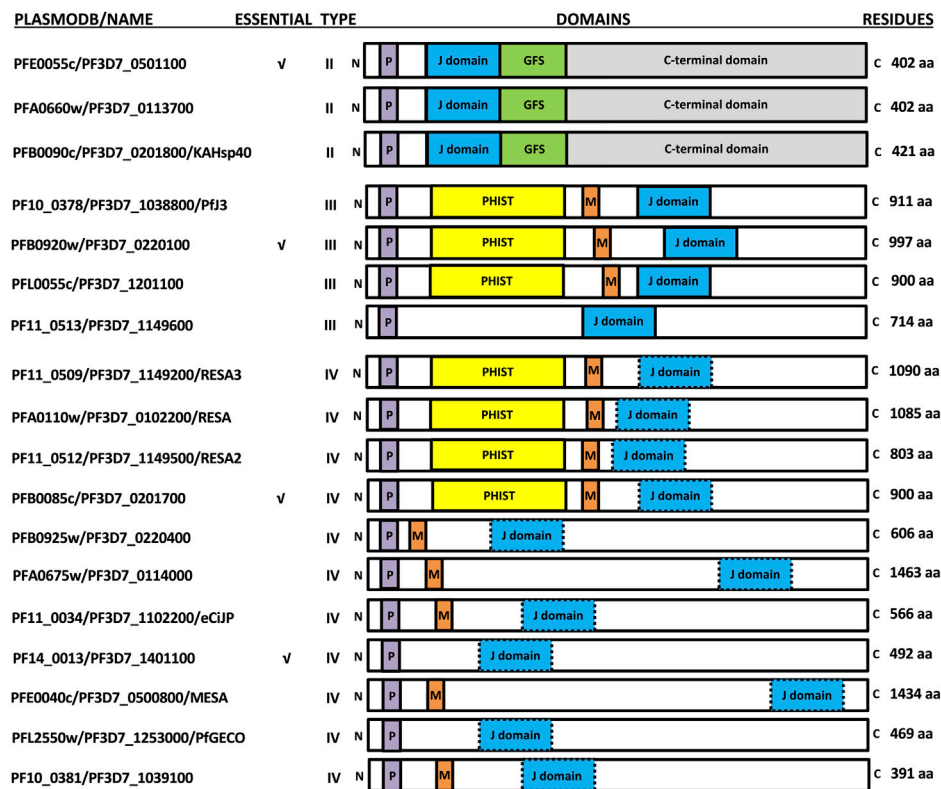 PLASMODB/NAME ESSENTIAL TYPE DOMAINS RESIDUES
PFE0055c/PF3D7_0501100 √ II N P J domain GFS C-terminal domain C 402 aa
PFA0660w/PF3D7_0113700 II N P J domain GFS C-terminal domain C 402 aa
PFB0090c/PF3D7_0201800/KAHsp40 II N P J domain GFS C-terminal domain C 421 aa
PF10_0378/PF3D7_1038800/PfJ3 III N P PHIST M J domain C 911 aa
PFB0920w/PF3D7_0220100 √ III N P PHIST M J domain C 997 aa
PFL0055c/PF3D7_1201100 III N P PHIST M J domain C 900 aa
PF11_0513/PF3D7_1149600 III N P J domain C 714 aa
PF11_0509/PF3D7_1149200/RESA3 IV N P PHIST M J domain C 1090 aa
PFA0110w/PF3D7_0102200/RESA IV N P PHIST M J domain C 1085 aa
PF11_0512/PF3D7_1149500/RESA2 IV N P PHIST M J domain C 803 aa
PFB0085c/PF3D7_0201700 √ IV N P PHIST M J domain C 900 aa
PFB0925w/PF3D7_0220400 IV N P M J domain C 606 aa
PFA0675w/PF3D7_0114000 IV N P M J domain C 1463 aa
PF11_0034/PF3D7_1102200/eCiJP IV N P M J domain C 566 aa
PF14_0013/PF3D7_1401100 √ IV N P J domain C 492 aa
PFE0040c/PF3D7_0500800/MESA IV N P M J domain C 1434 aa
PFL2550w/PF3D7_1253000/PfGECO IV N P J domain C 469 aa
PF10_0381/PF3D7_1039100 IV N P M J domain C 391 aa